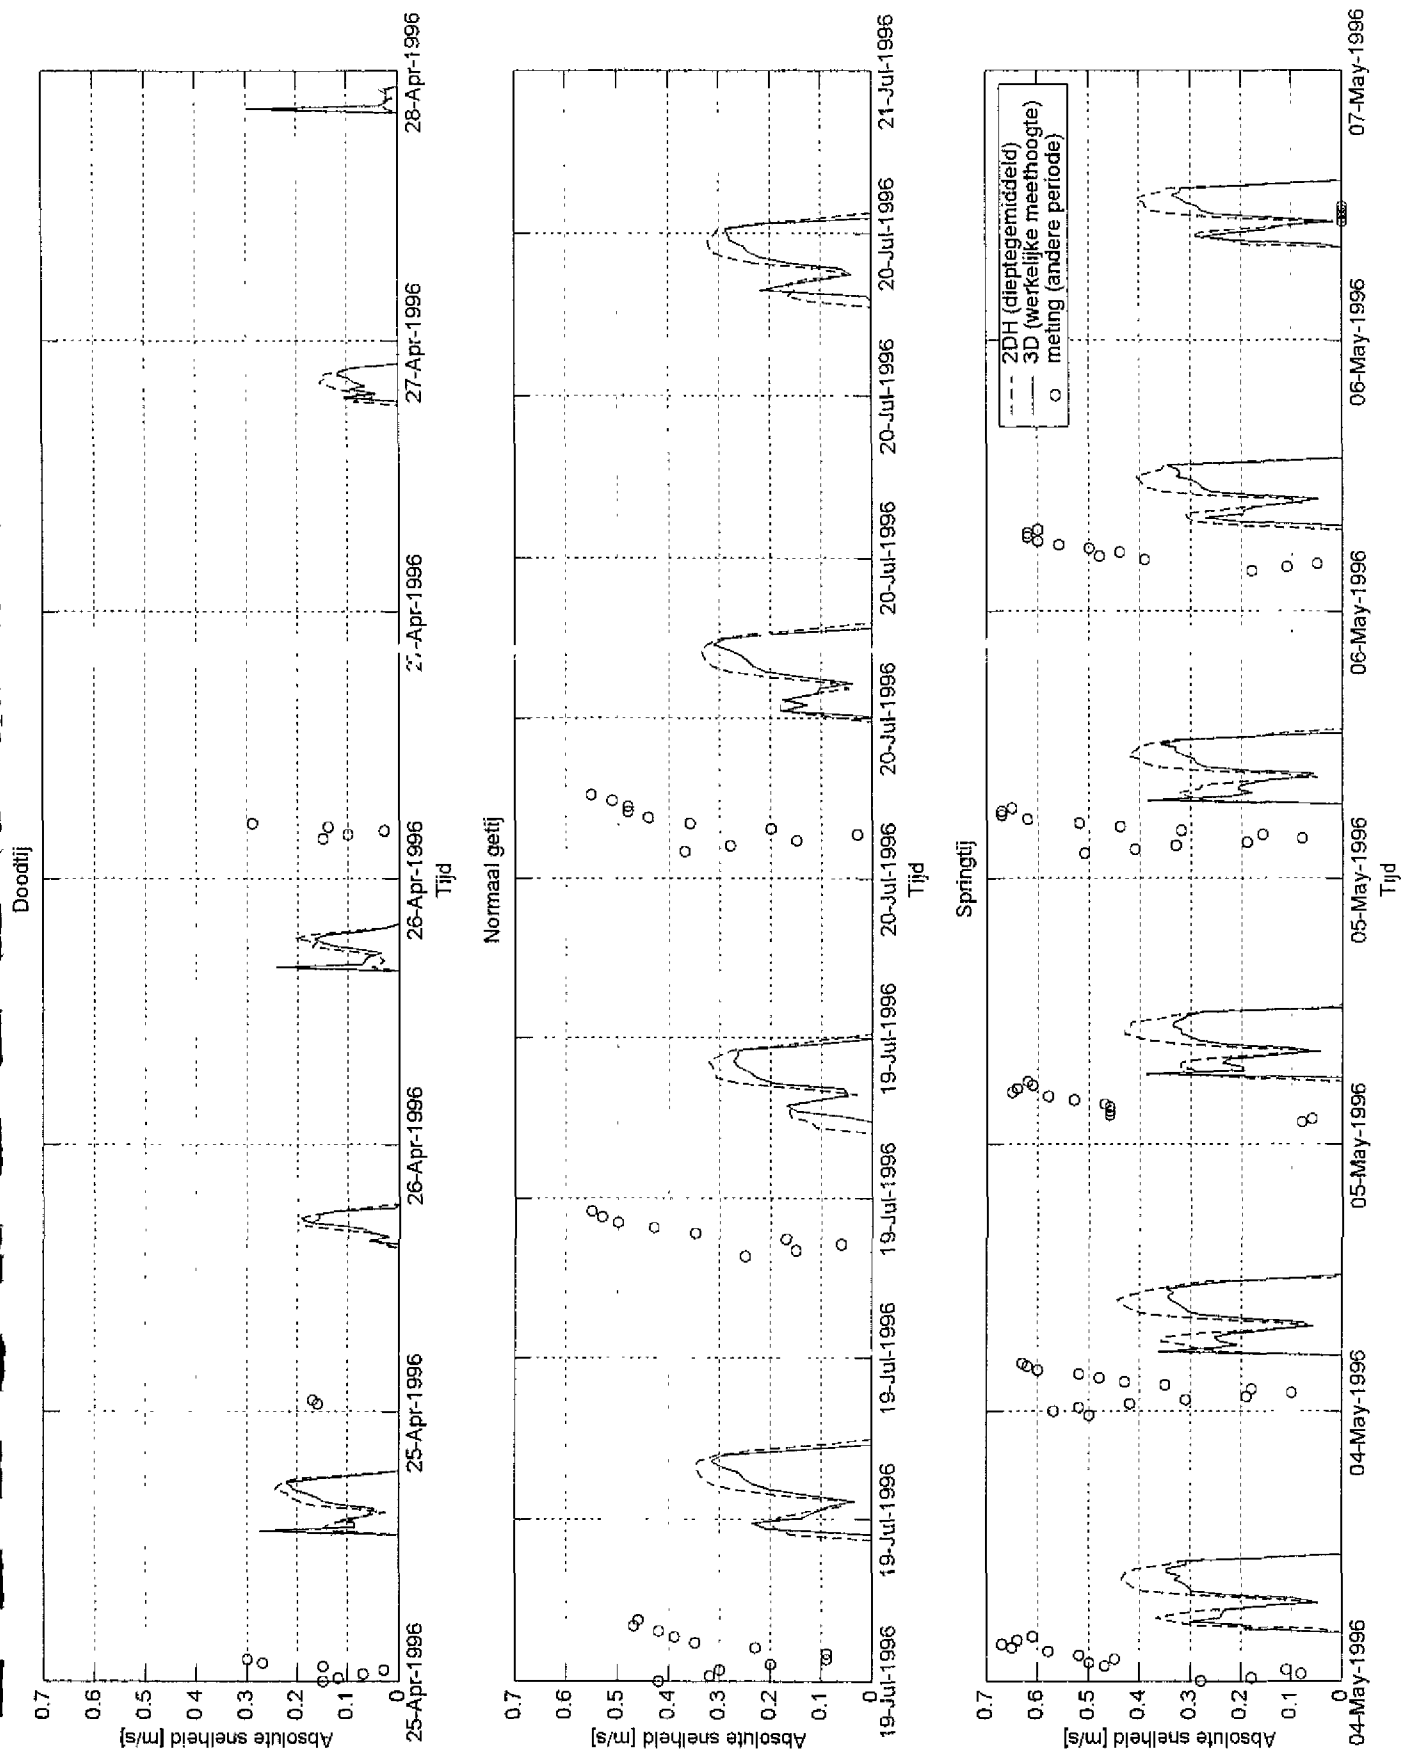 Doodtij
Absolute snelheid [m/s]
0.7
0.6
0.5
0.4
0.3
0.2
0.1
0
25-Apr-1996
25-Apr-1996
26-Apr-1996
26-Apr-1996
27-Apr-1996
27-Apr-1996
28-Apr-1996
Tijd
Normaal getij
Absolute snelheid [m/s]
0.7
0.6
0.5
0.4
0.3
0.2
0.1
0
19-Jul-1996
19-Jul-1996
19-Jul-1996
19-Jul-1996
19-Jul-1996
20-Jul-1996
20-Jul-1996
20-Jul-1996
20-Jul-1996
20-Jul-1996
21-Jul-1996
Tijd
Springtij
Absolute snelheid [m/s]
0.7
0.6
0.5
0.4
0.3
0.2
0.1
0
04-May-1996
04-May-1996
05-May-1996
05-May-1996
06-May-1996
06-May-1996
07-May-1996
Tijd
2DH (dieptegemiddeld)
3D (werkelijke meethoogte)
meting (andere periode)